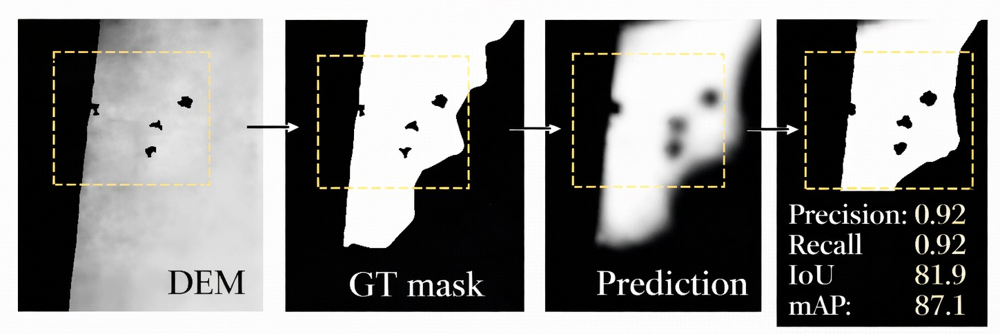 DEM
GT mask
Prediction
Precision: 0.92
Recall 0.92
IoU 81.9
mAP: 87.1